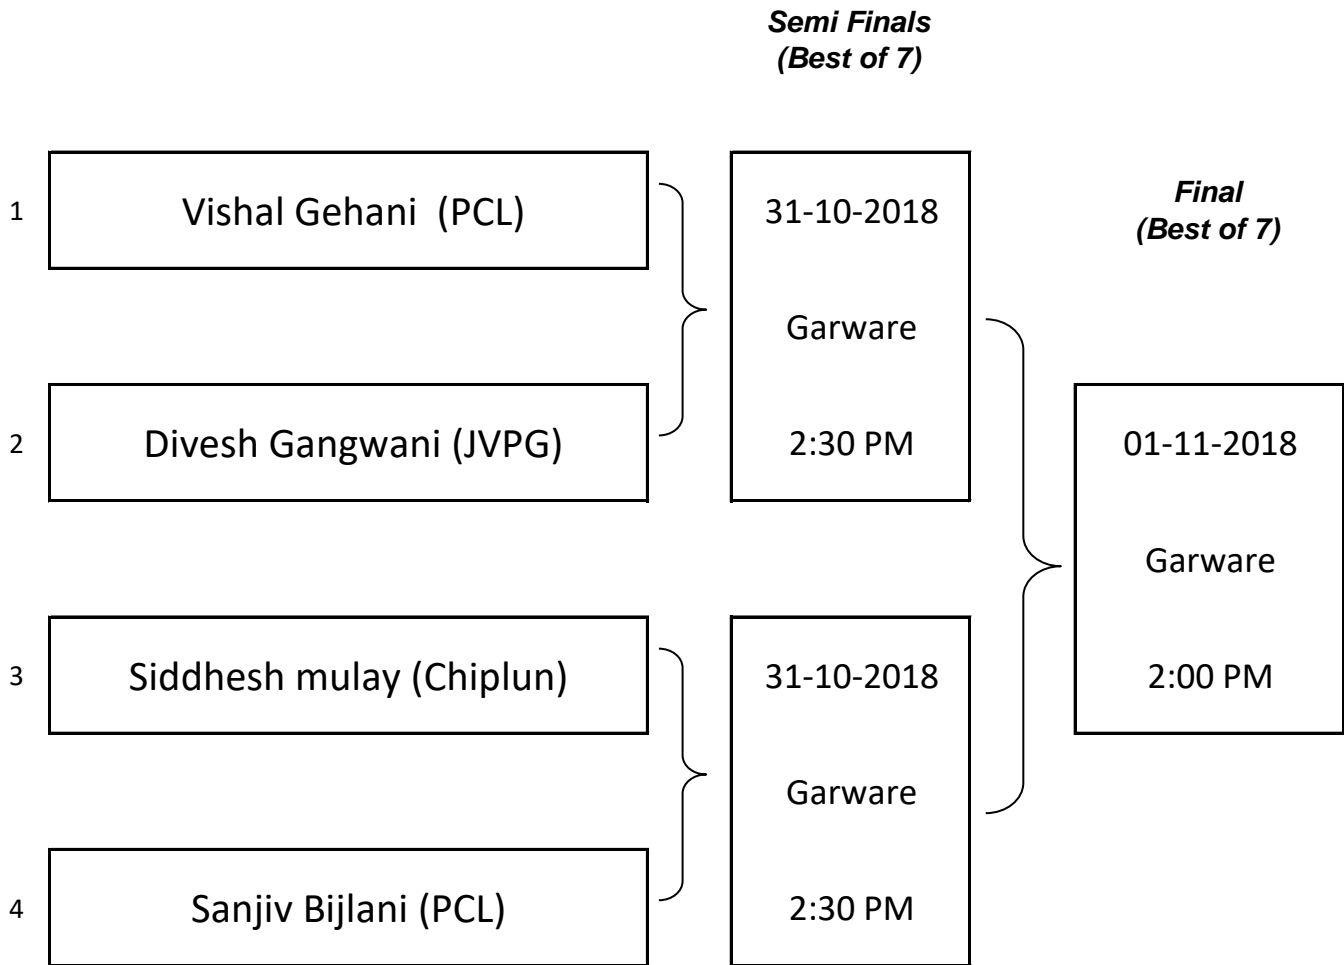 Semi Finals
(Best of 7)
1
Vishal Gehani  (PCL)
31-10-2018
Final
(Best of 7)
Garware
2
Divesh Gangwani (JVPG)
2:30 PM
01-11-2018
Garware
3
Siddhesh mulay (Chiplun)
31-10-2018
2:00 PM
Garware
4
Sanjiv Bijlani (PCL)
2:30 PM